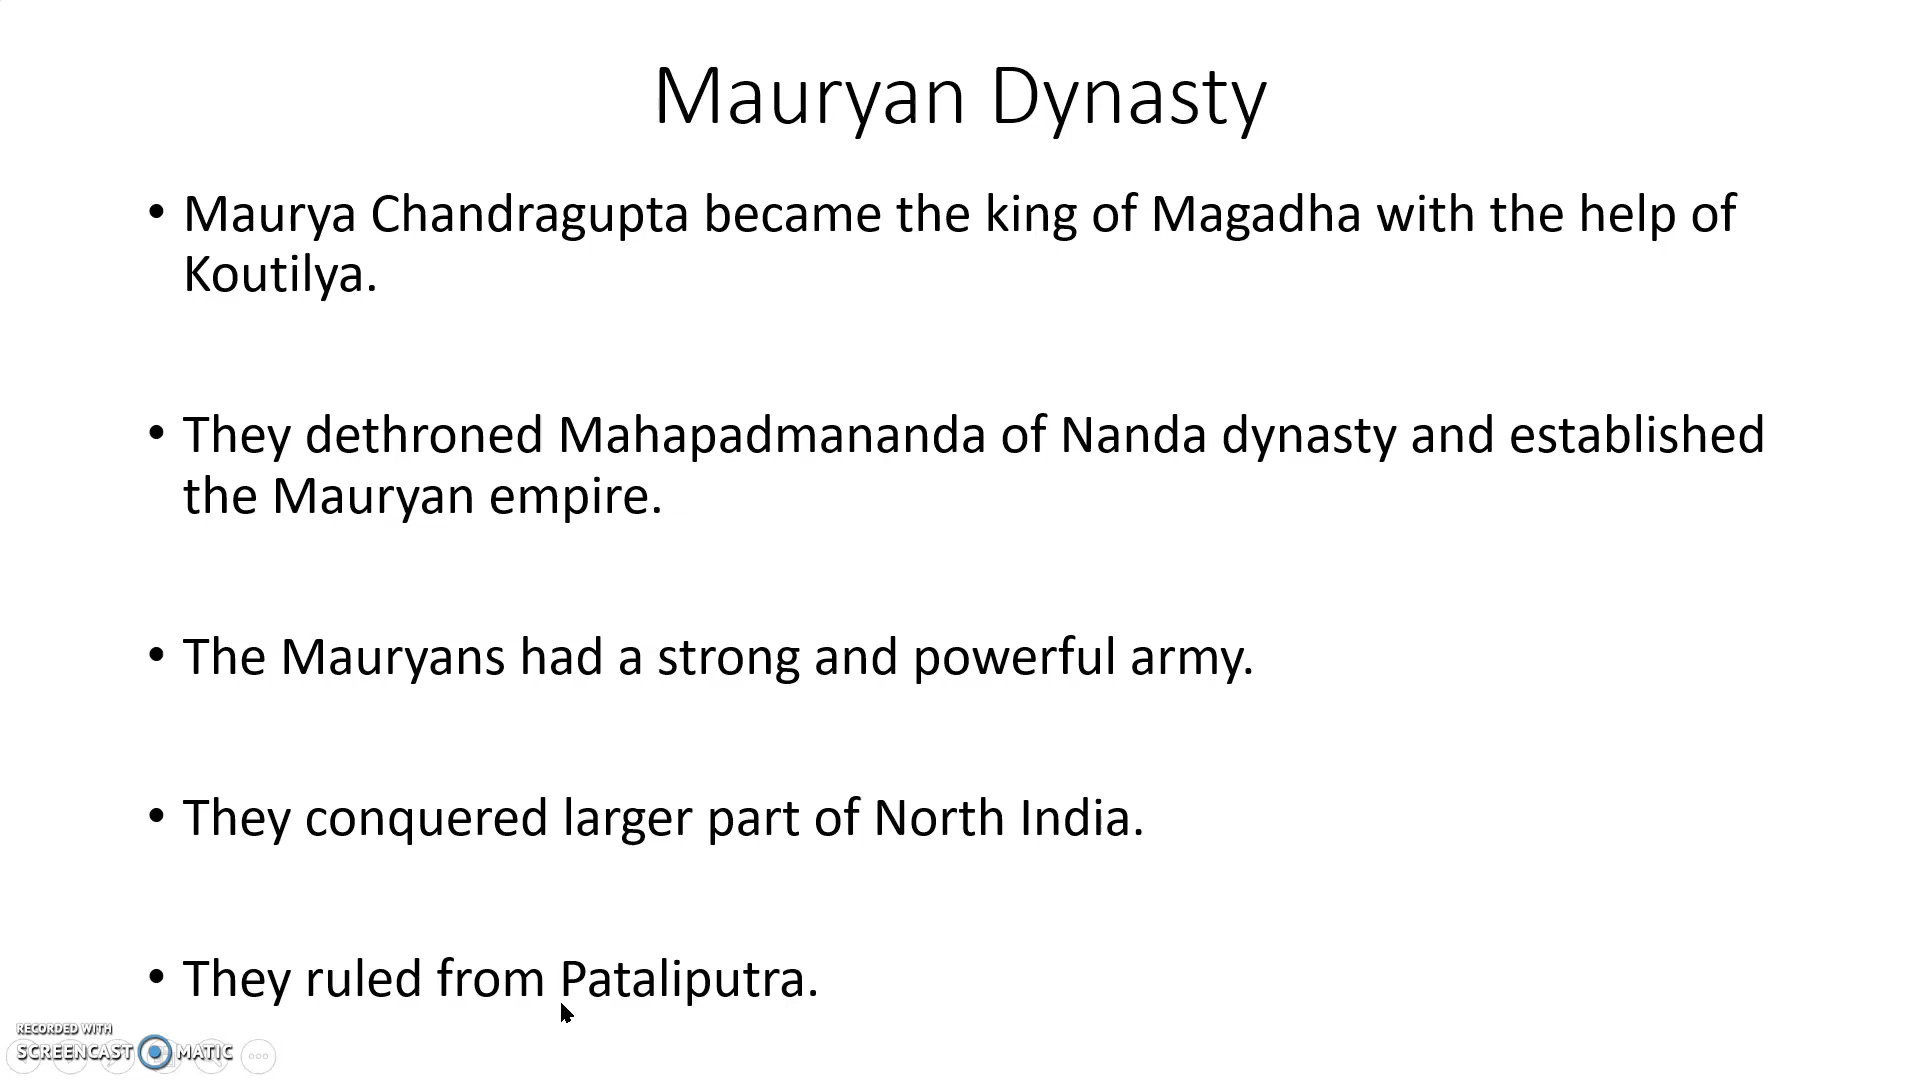 Mauryan Dynasty
• Maurya Chandragupta became the king of Magadha with the help of
Koutilya.
• They dethroned Mahapadmananda of Nanda dynasty and established
the Mauryan empire.
• The Mauryans had a strong and powerful army.
• They conquered larger part of North India.
• They ruled from Pataliputra.
RECORDED WITH
SCREENCAST MATIC